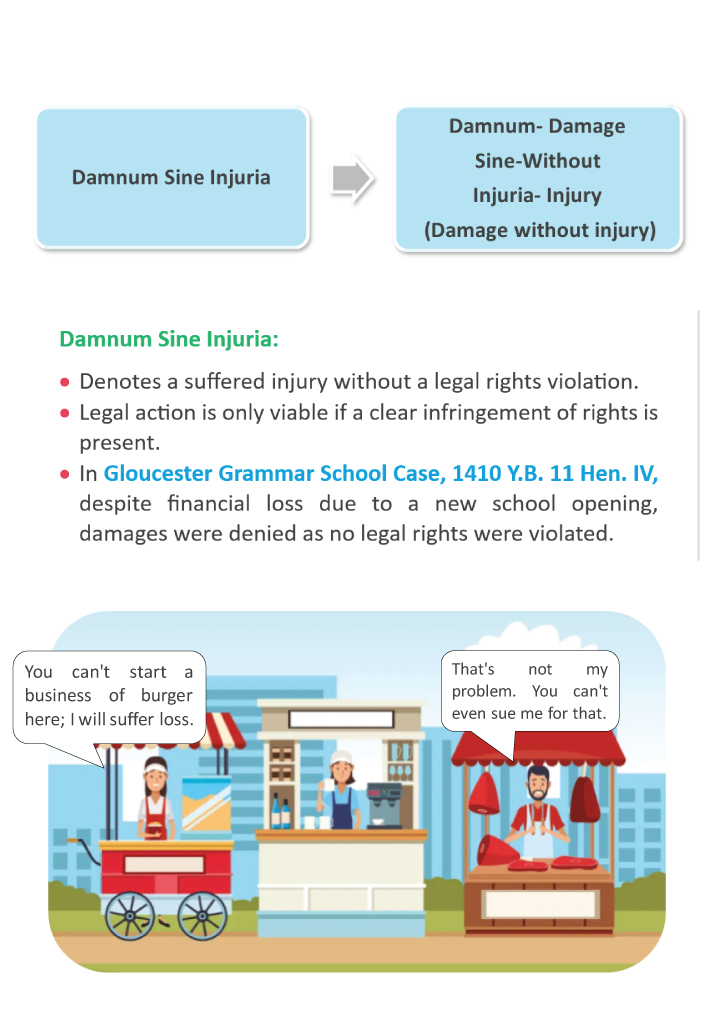 Damnum Sine Injuria
Damnum- Damage
Sine-Without
Injuria- Injury
(Damage without injury)
Damnum Sine Injuria:
• Denotes a suffered injury without a legal rights violation.
• Legal action is only viable if a clear infringement of rights is
present.
• In Gloucester Grammar School Case, 1410 Y.B. 11 Hen. IV,
despite financial loss due to a new school opening,
damages were denied as no legal rights were violated.
You can't start a
business of burger
here; I will suffer loss.
That's not my
problem. You can't
even sue me for that.